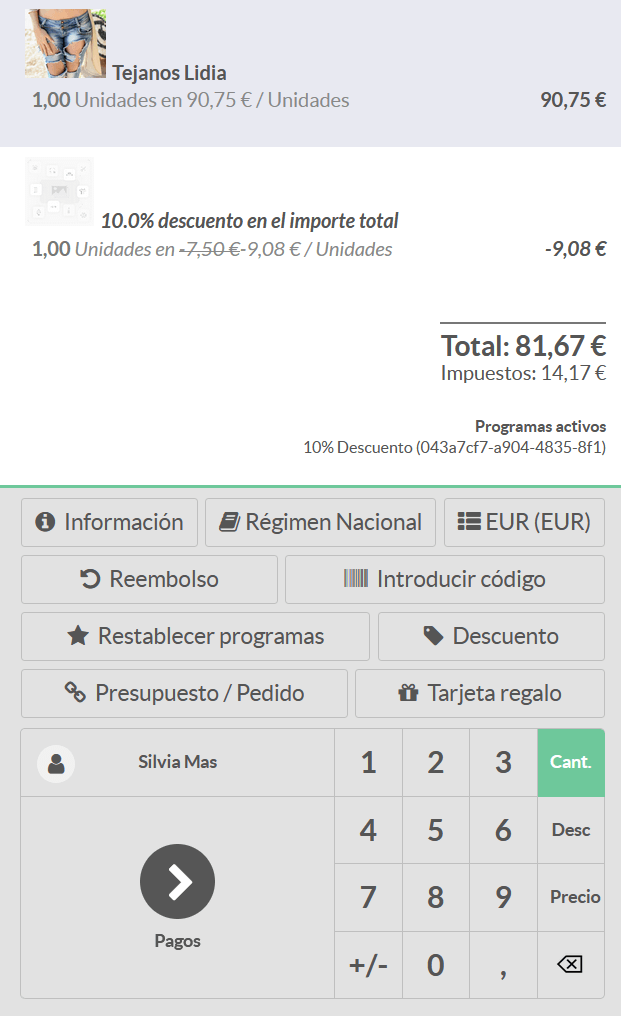 Tejanos Lidia
1,00 Unidades en 90,75 € / Unidades 90,75 €
10.0% descuento en el importe total
1,00 Unidades en -7,50 €-9,08 € / Unidades -9,08 €
Total: 81,67 €
Impuestos: 14,17 €
Programas activos
10% Descuento (043a7cf7-a904-4835-8f1)
Información Régimen Nacional EUR (EUR)
Reembolso Introducir código
Restablecer programas Descuento
Presupuesto / Pedido Tarjeta regalo
Silvia Mas 1 2 3 Cant.
4 5 6 Desc
7 8 9 Precio
Pagos
+/- 0 ,